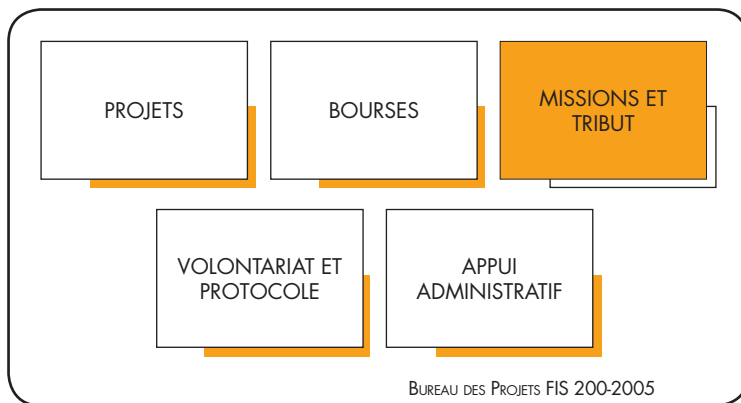 PROJETS
BOURSES
MISSIONS ET
TRIBUT
VOLONTARIAT ET
PROTOCOLE
APPUI
ADMINISTRATIF
BUREAU DES PROJETS FIS 200-2005